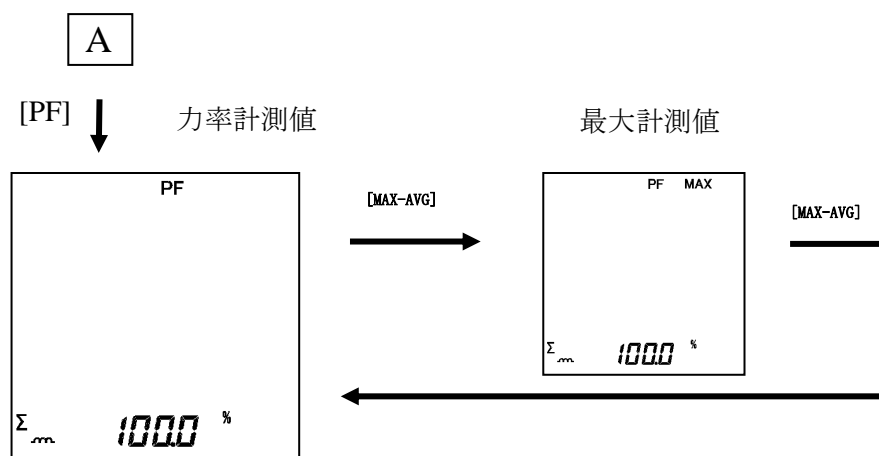 A
[PF]
力率計測値
最大計測値
PF
[MAX-AVG]
PF MAX
[MAX-AVG]
Σ 100.0 %
Σ 100.0 %